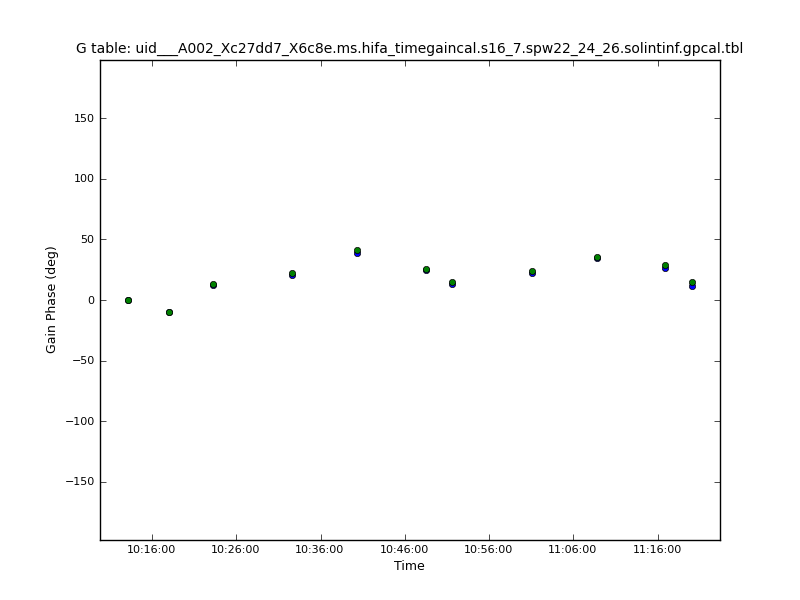 G table: uid___A002_Xc27dd7_X6c8e.ms.hifa_timegaincal.s16_7.spw22_24_26.solintinf.gpcal.tbl
150
100
50
0
−50
−100
−150
Gain Phase (deg)
10:16:00 10:26:00 10:36:00 10:46:00 10:56:00 11:06:00 11:16:00
Time